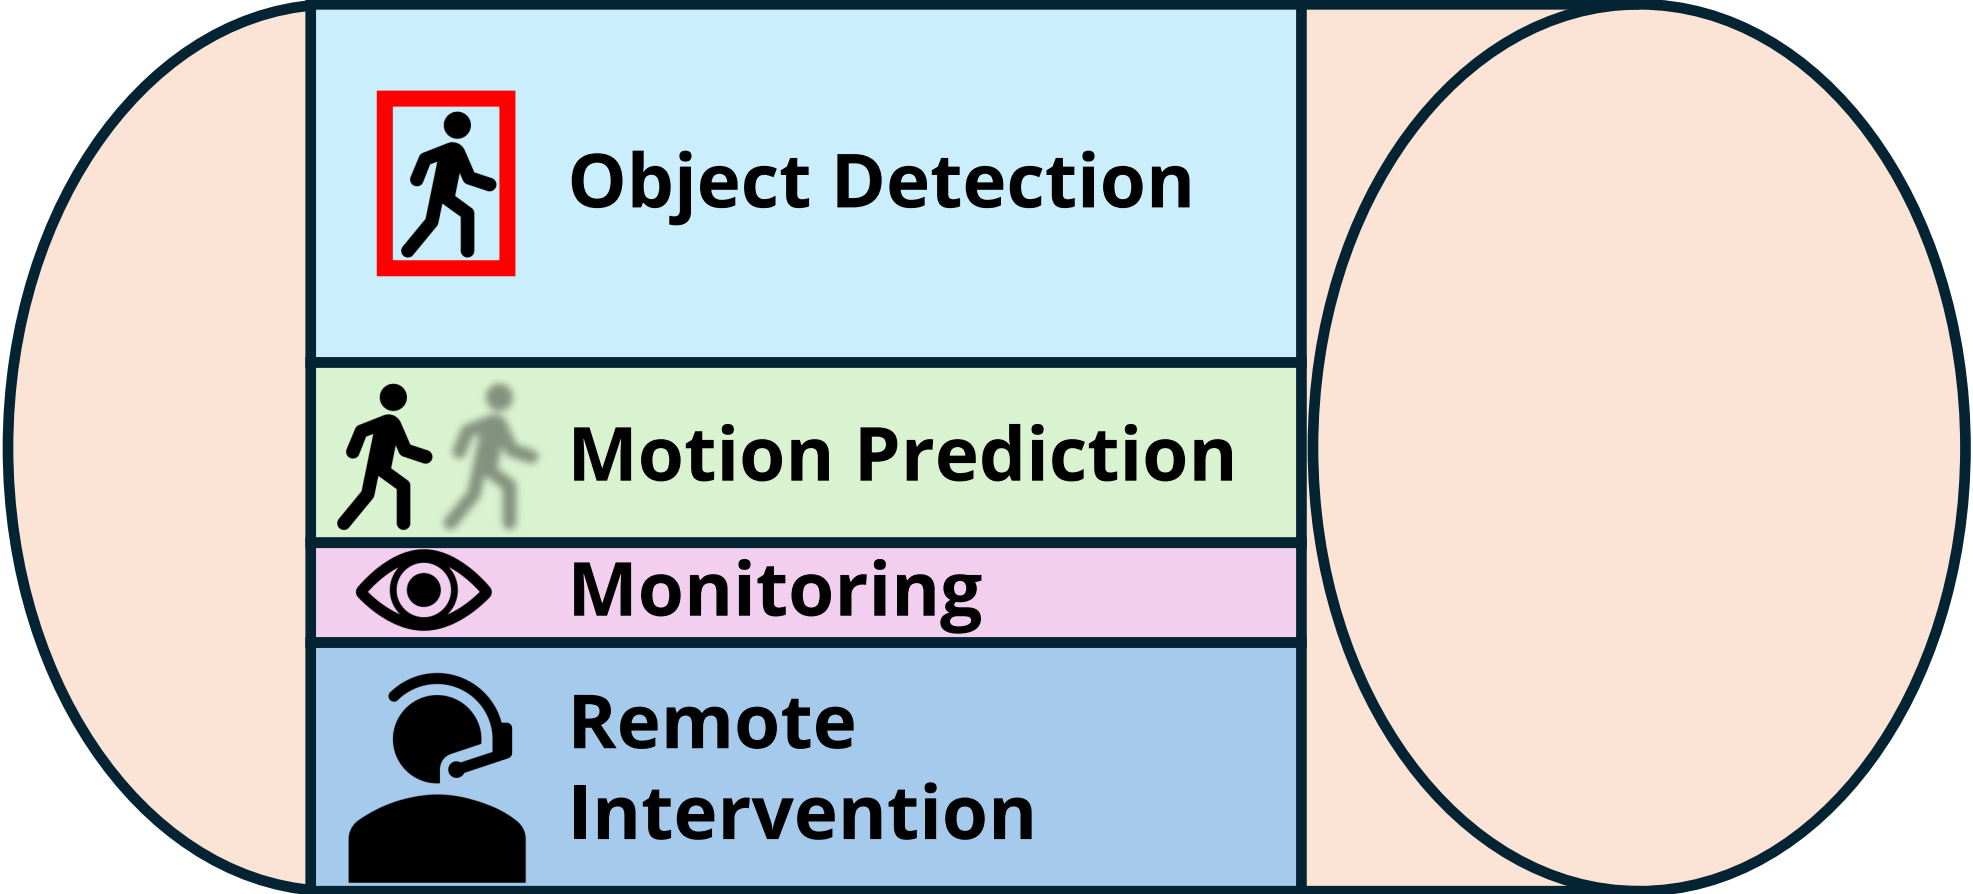 Object Detection
Motion Prediction
Monitoring
Remote
Intervention